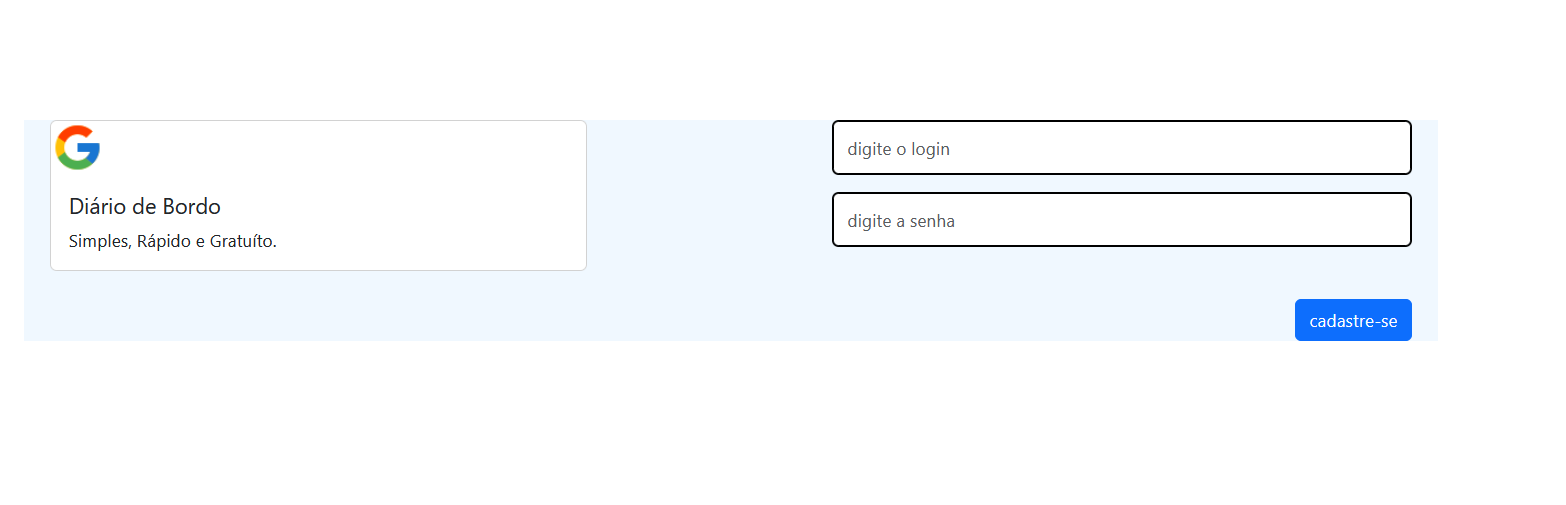 Diário de Bordo
Simples, Rápido e Gratuíto.
digite o login
digite a senha
cadastre-se